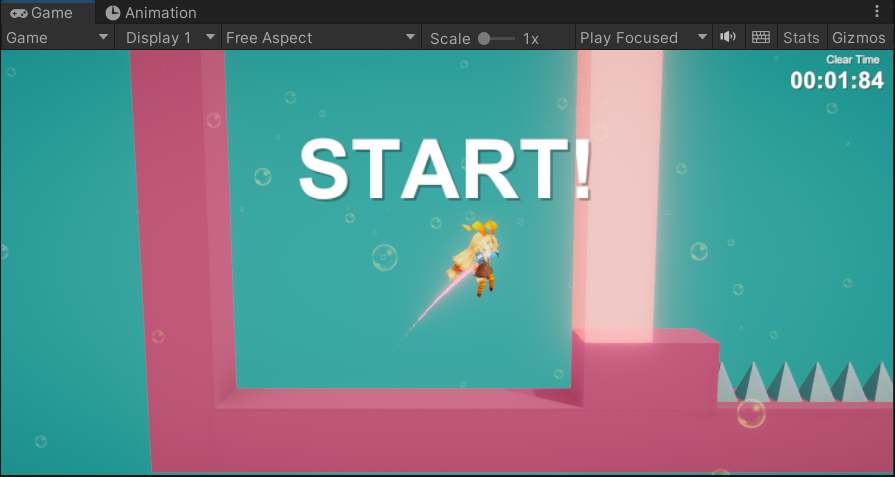 Game Animation
Game Display 1 Free Aspect Scale 1x Play Focused Stats Gizmos
Clear Time
00:01:84
START!